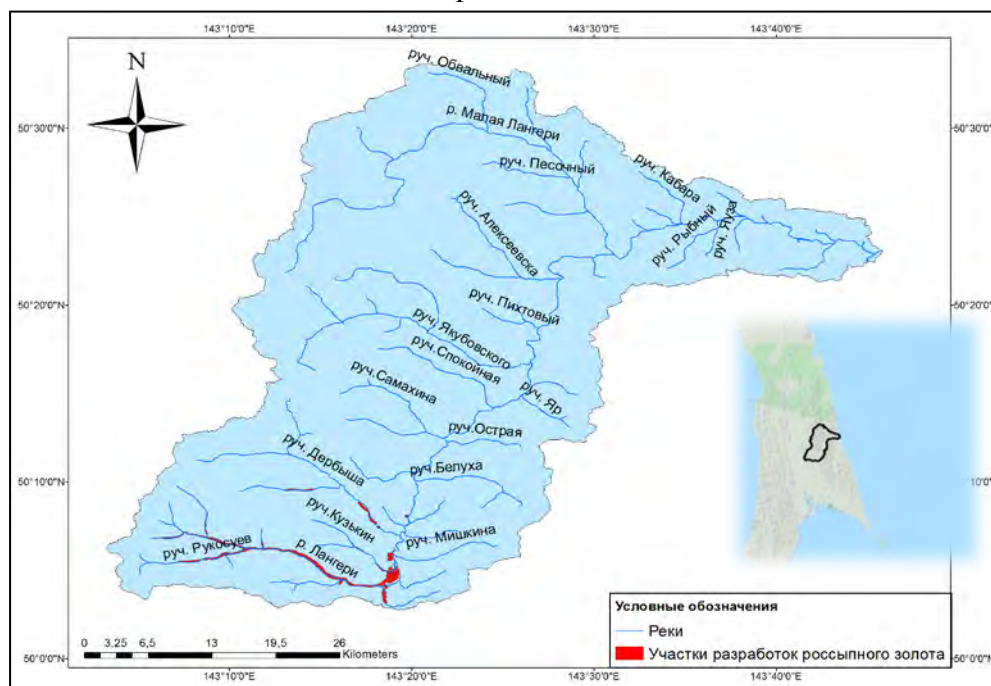 143°10'0"E
143°20'0"E
143°30'0"E
143°40'0"E
N
руч. Обвальный
50°30'0"N
р. Малая Лангери
50°30'0"N
руч. Песочный
руч. Кабара
руч. Алексеевска
руч. Рыбный
руч. Яуза
50°20'0"N
руч. Пихтовый
50°20'0"N
руч. Якубовского
руч.Спокойная
руч.Самахина
руч. Яр
руч.Острая
руч. Дербыша
руч.Белуха
50°10'0"N
руч.Кузькин
руч. Мишкина
руч. Рукосуев
р. Лангери
Условные обозначения
Реки
Участки разработок россыпного золота
0 3,25 6,5 13 19,5 26
Kilometers
50°0'0"N
50°0'0"N
143°10'0"E
143°20'0"E
143°30'0"E
143°40'0"E